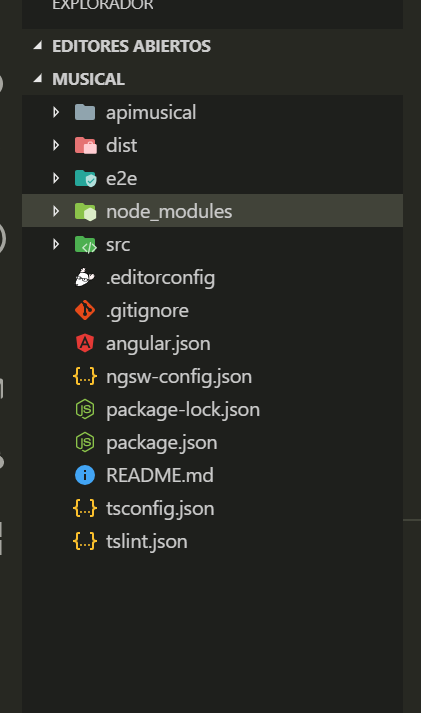 EXPLORADOR
EDITORES ABIERTOS
MUSICAL
apimusical
dist
e2e
node_modules
src
.editorconfig
.gitignore
angular.json
ngsw-config.json
package-lock.json
package.json
README.md
tsconfig.json
tslint.json